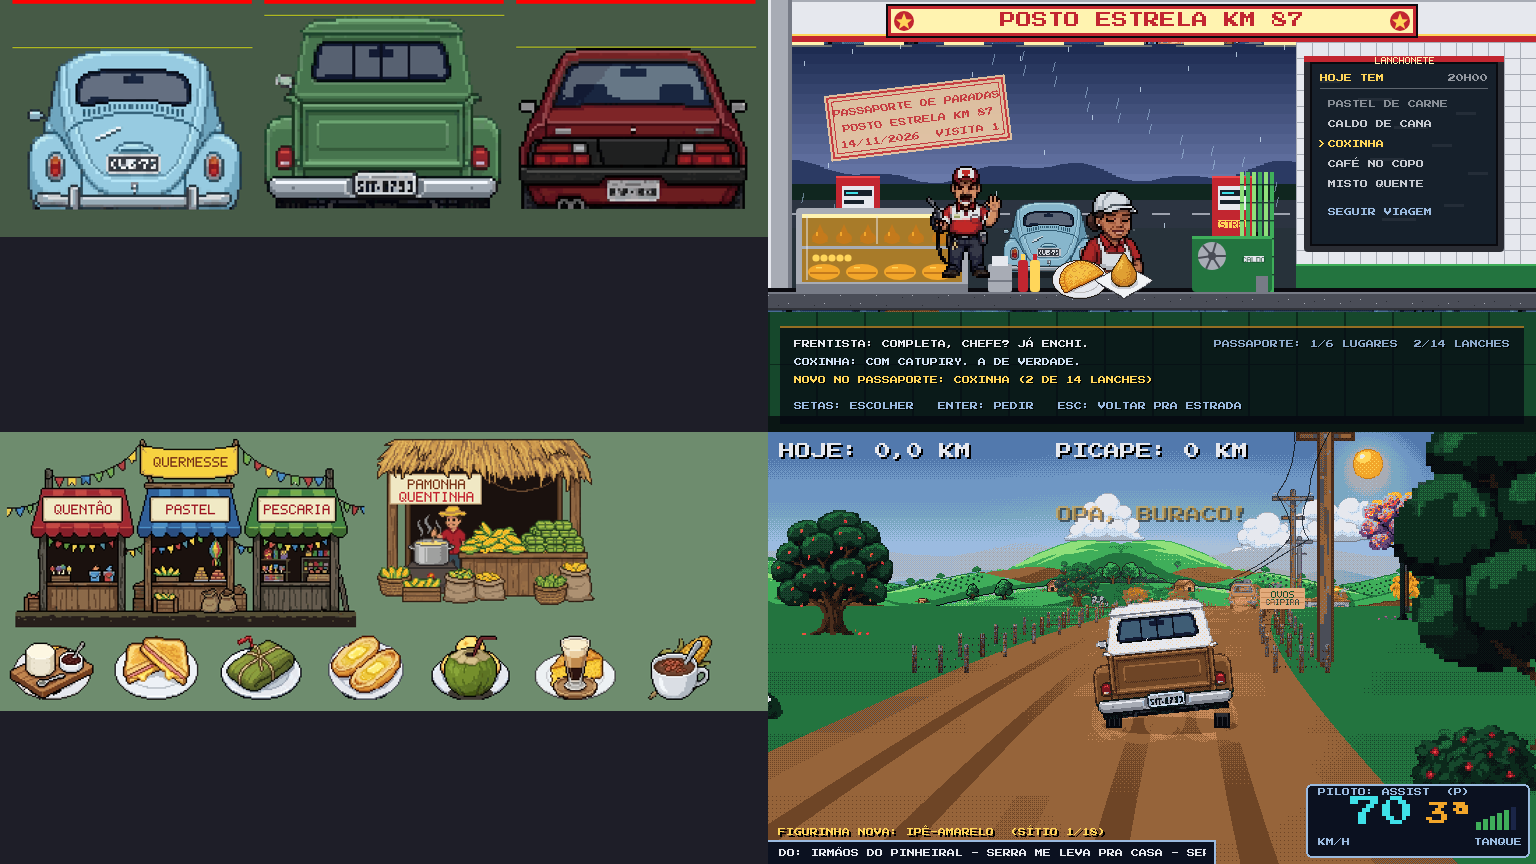 POSTO ESTRELA KM 87
LANCHONETE
HOJE TEM 20H00
PASTEL DE CARNE
CALDO DE CANA
>COXINHA
CAFÉ NO COPO
MISTO QUENTE
SEGUIR VIAGEM
PASSAPORTE DE PARADAS
POSTO ESTRELA KM 87
14/11/2026 VISITA 1
FRENTISTA: COMPLETA, CHEFE? JÁ ENCHI.
PASSAPORTE: 1/6 LUGARES 2/14 LANCHES
COXINHA: COM CATUPIRY. A DE VERDADE.
NOVO NO PASSAPORTE: COXINHA (2 DE 14 LANCHES)
SETAS: ESCOLHER ENTER: PEDIR ESC: VOLTAR PRA ESTRADA
QUERMESSE
QUENTÃO
PASTEL
PESCARIA
PAMONHA
QUENTINHA
HOJE: 0,0 KM
PICAPE: 0 KM
OPA, BURACO!
OVOS
CAIPIRA
PILOTO: ASSIST (P)
70 3ª
KM/H
TANQUE
FIGURINHA NOVA: IPÊ-AMARELO (SÍTIO 1/18)
DO: IRMÃOS DO PINHEIRAL - SERRA ME LEVA PRA CASA - SER